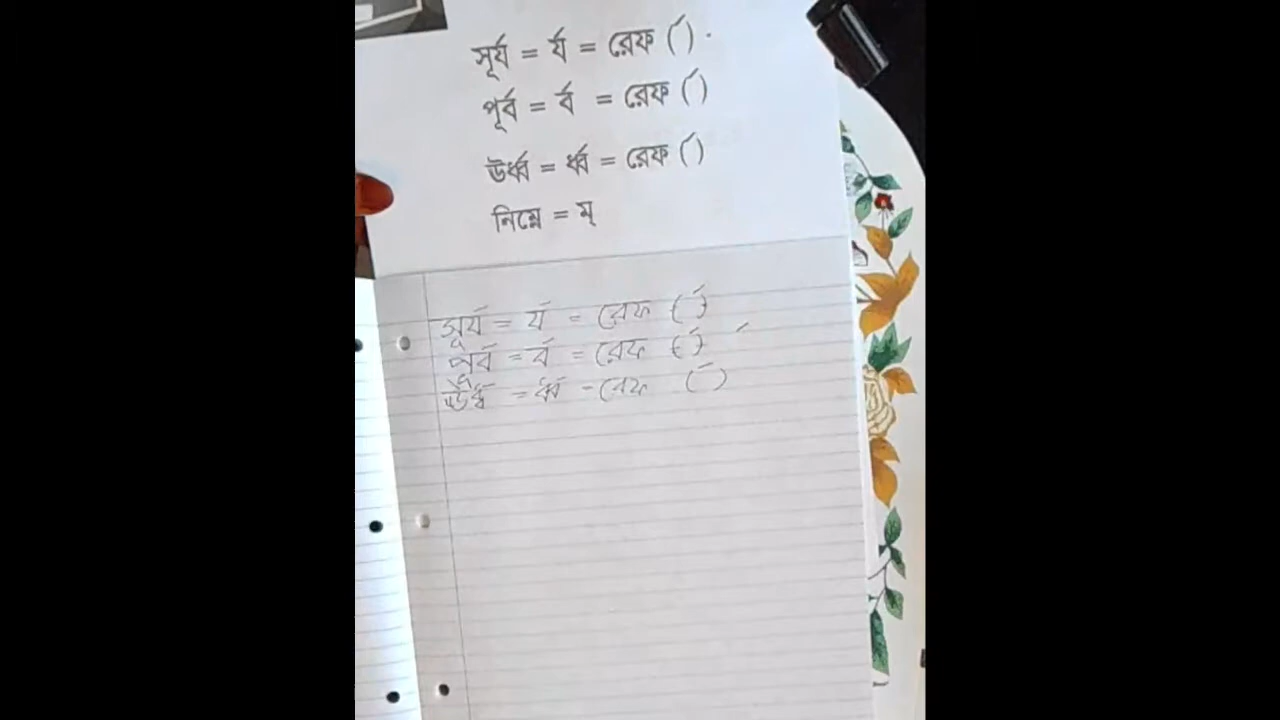 সূর্য = র্য = রেফ (র্) .
পূর্ব = র্ব = রেফ (র্)
ঊর্ধ্ব = র্ধ্ব = রেফ (র্)
নিম্নে = ম্
সূর্য = র্য = রেফ (র্)
পূর্ব = র্ব = রেফ (র্)
ঊর্ধ্ব = র্ধ্ব - রেফ (র্)